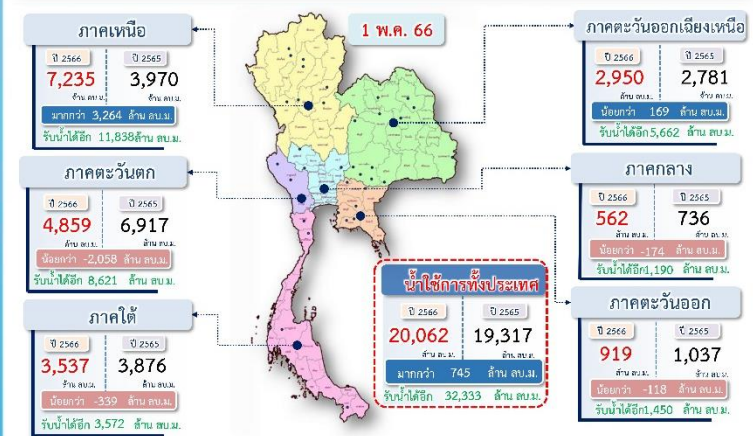 1 พ.ค. 66
ภาคเหนือ
ปี 2566 ปี 2565
7,235 3,970
ล้าน ลบ.ม. ล้าน ลบ.ม.
มากกว่า 3,264 ล้าน ลบ.ม.
รับน้ำได้อีก 11,838ล้าน ลบ.ม.
ภาคตะวันตก
ปี 2566 ปี 2565
4,859 6,917
ล้าน ลบ.ม. ล้าน ลบ.ม.
น้อยกว่า -2,058 ล้าน ลบ.ม.
รับน้ำได้อีก 8,621 ล้าน ลบ.ม.
ภาคใต้
ปี 2566 ปี 2565
3,537 3,876
ล้าน ลบ.ม. ล้าน ลบ.ม.
น้อยกว่า -339 ล้าน ลบ.ม.
รับน้ำได้อีก 3,572 ล้าน ลบ.ม.
น้ำใช้การทั้งประเทศ
ปี 2566 ปี 2565
20,062 19,317
ล้าน ลบ.ม. ล้าน ลบ.ม.
มากกว่า 745 ล้าน ลบ.ม.
รับน้ำได้อีก 32,333 ล้าน ลบ.ม.
ภาคตะวันออกเฉียงเหนือ
ปี 2566 ปี 2565
2,950 2,781
ล้าน ลบ.ม. ล้าน ลบ.ม.
น้อยกว่า 169 ล้าน ลบ.ม.
รับน้ำได้อีก5,662 ล้าน ลบ.ม.
ภาคกลาง
ปี 2566 ปี 2565
562 736
ล้าน ลบ.ม. ล้าน ลบ.ม.
น้อยกว่า -174 ล้าน ลบ.ม.
รับน้ำได้อีก1,190 ล้าน ลบ.ม.
ภาคตะวันออก
ปี 2566 ปี 2565
919 1,037
ล้าน ลบ.ม. ล้าน ลบ.ม.
น้อยกว่า -118 ล้าน ลบ.ม.
รับน้ำได้อีก1,450 ล้าน ลบ.ม.